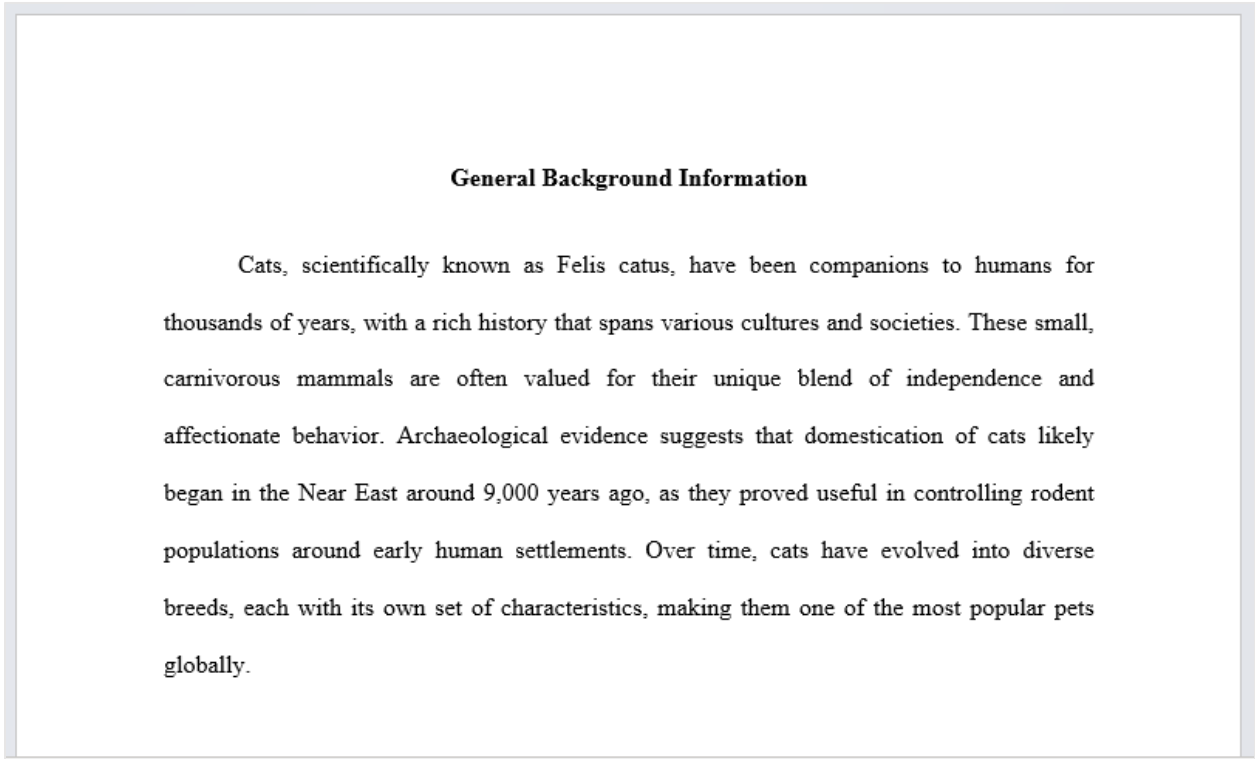 General Background Information
Cats, scientifically known as Felis catus, have been companions to humans for
thousands of years, with a rich history that spans various cultures and societies. These small,
carnivorous mammals are often valued for their unique blend of independence and
affectionate behavior. Archaeological evidence suggests that domestication of cats likely
began in the Near East around 9,000 years ago, as they proved useful in controlling rodent
populations around early human settlements. Over time, cats have evolved into diverse
breeds, each with its own set of characteristics, making them one of the most popular pets
globally.